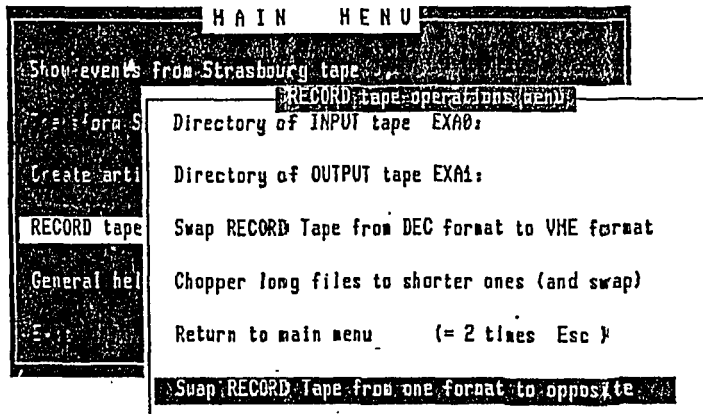 MAIN MENU
Show events from Strasbourg tape
RECORD tape operations menu
Directory of INPUT tape EXA0:
Create arti
Directory of OUTPUT tape EXA1:
RECORD tape
Swap RECORD Tape from DEC format to VME format
General hel
Chopper long files to shorter ones (and swap)
Exit
Return to main menu (= 2 times Esc )
Swap RECORD Tape from one format to opposite